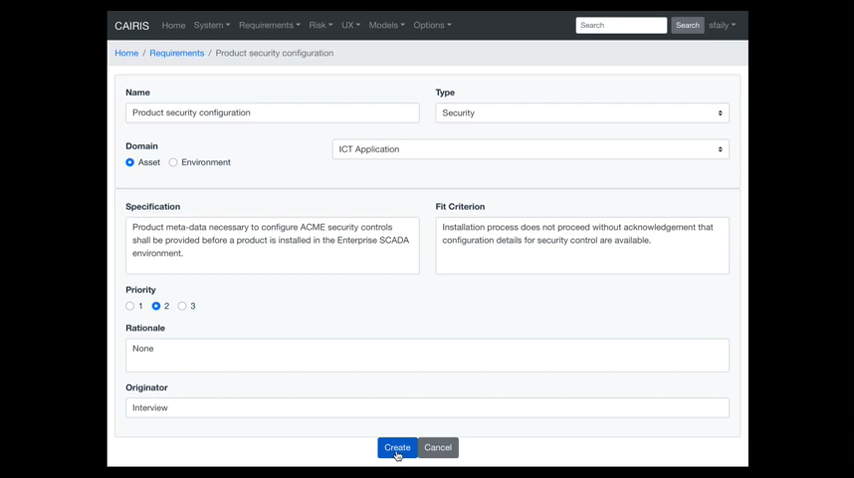 CAIRIS Home System Requirements Risk UX Models Options Search Search sfaily
Home / Requirements / Product security configuration
Name Type
Product security configuration Security
Domain
ICT Application
Asset Environment
Specification Fit Criterion
Product meta-data necessary to configure ACME security controls
shall be provided before a product is installed in the Enterprise SCADA
environment.
Installation process does not proceed without acknowledgement that
configuration details for security control are available.
Priority
1 2 3
Rationale
None
Originator
Interview
Create Cancel